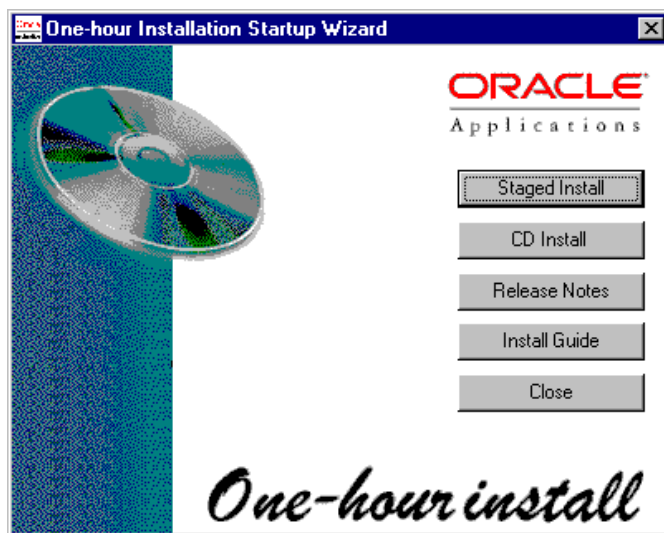 One-hour Installation Startup Wizard
ORACLE
Applications
Staged Install
CD Install
Release Notes
Install Guide
Close
One-hour install